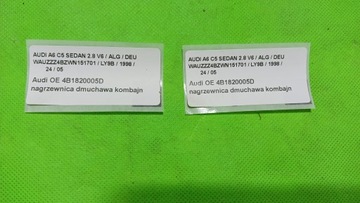 AUDI A6 C5 SEDAN 2.8 V6 / ALG / DEU
WAUZZZ4BZWN151701 / LY9B / 1998 /
24 / 05
Audi OE 4B1820005D
nagrzewnica dmuchawa kombajn
AUDI A6 C5 SEDAN 2.8 V6 / ALG / DEU
WAUZZZ4BZWN151701 / LY9B / 1998 /
24 / 05
Audi OE 4B1820005D
nagrzewnica dmuchawa kombajn